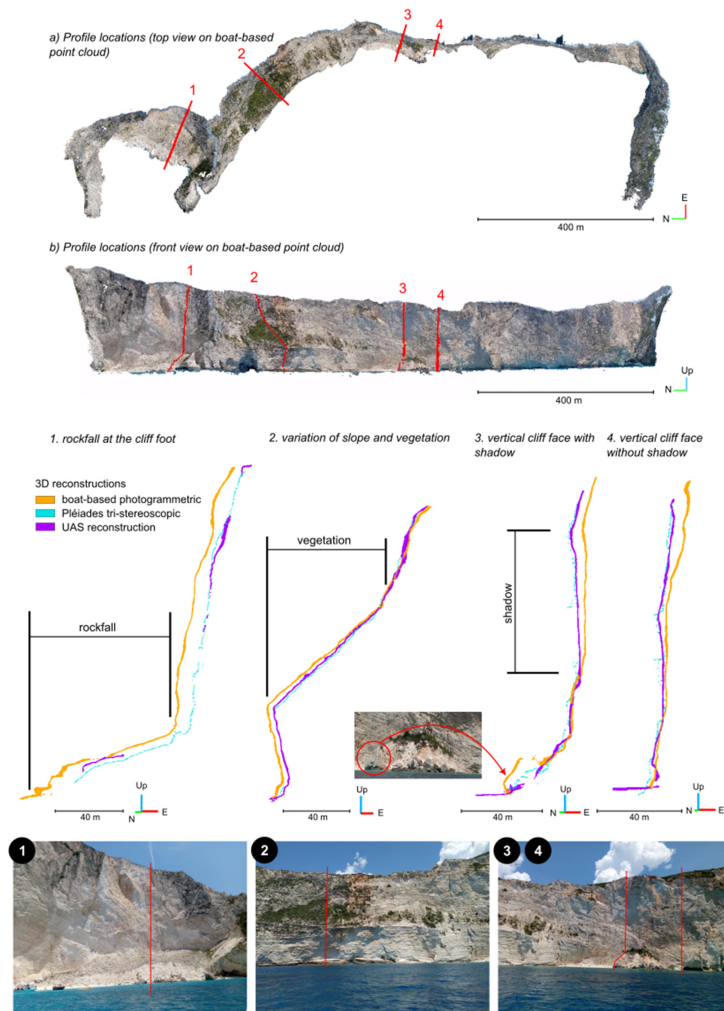 a) Profile locations (top view on boat-based
point cloud)
1
2
3
4
E
N
400 m
b) Profile locations (front view on boat-based point cloud)
1
2
3
4
Up
N
400 m
1. rockfall at the cliff foot
2. variation of slope and vegetation
3. vertical cliff face with
shadow
4. vertical cliff face
without shadow
3D reconstructions
boat-based photogrammetric
Pléiades tri-stereoscopic
UAS reconstruction
rockfall
vegetation
shadow
40 m
Up
N
E
40 m
Up
E
40 m
Up
E
40 m
Up
E
1
2
3
4